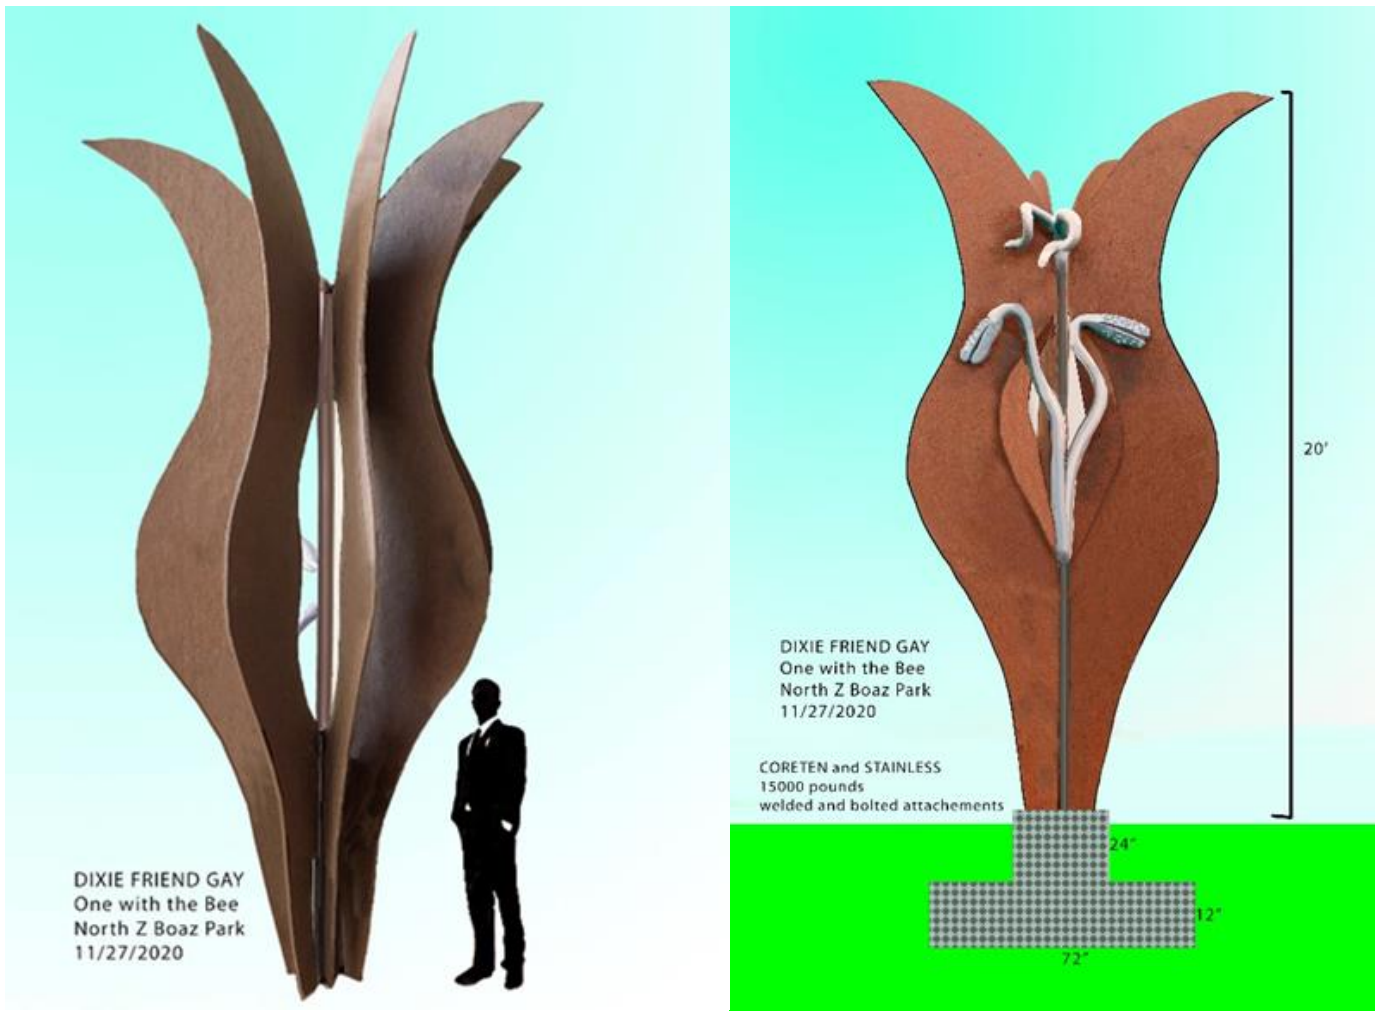 DIXIE FRIEND GAY
One with the Bee
North Z Boaz Park
11/27/2020
20'
DIXIE FRIEND GAY
One with the Bee
North Z Boaz Park
11/27/2020
CORETEN and STAINLESS
15000 pounds
welded and bolted attachements
24"
12"
72"